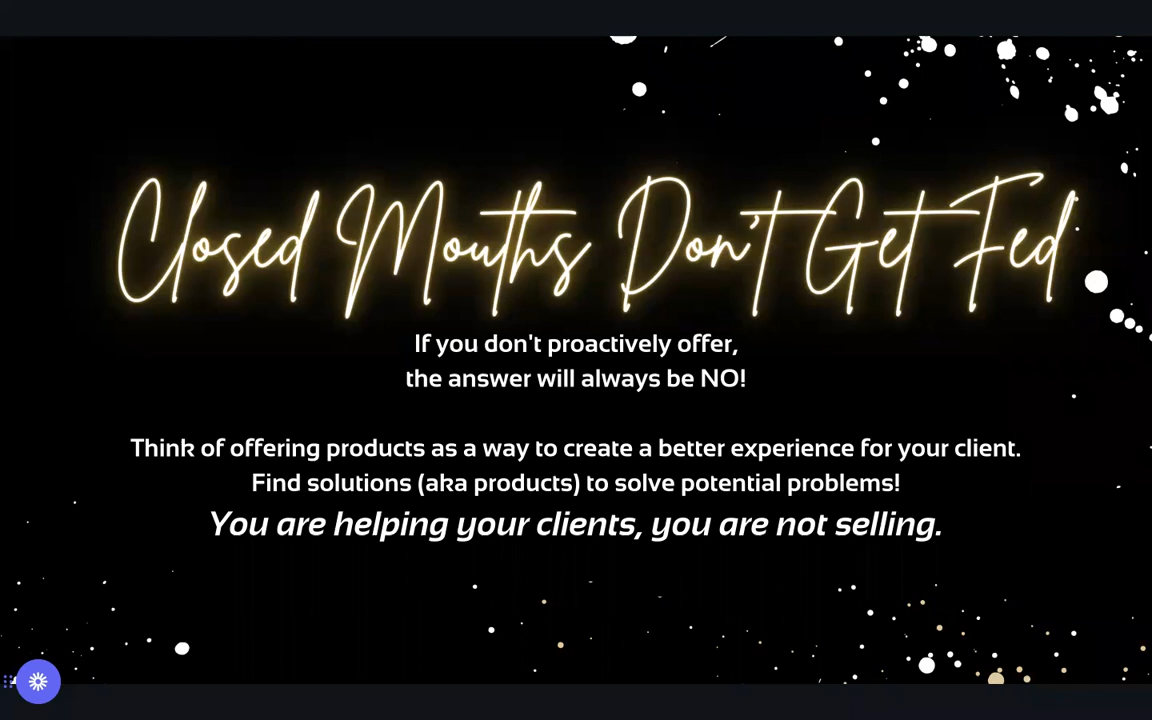 Closed Mouths Don't Get Fed
If you don't proactively offer,
the answer will always be NO!
Think of offering products as a way to create a better experience for your client.
Find solutions (aka products) to solve potential problems!
You are helping your clients, you are not selling.